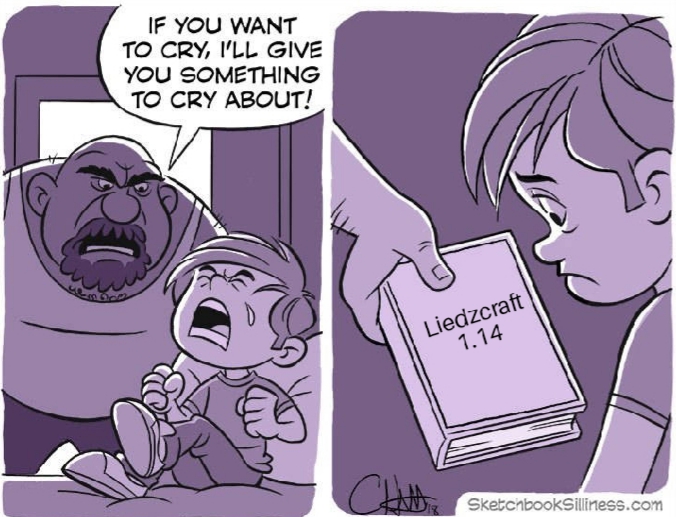 IF YOU WANT
TO CRY, I'LL GIVE
YOU SOMETHING
TO CRY ABOUT!
Liedzcraft
1.14
SketchbookSilliness.com